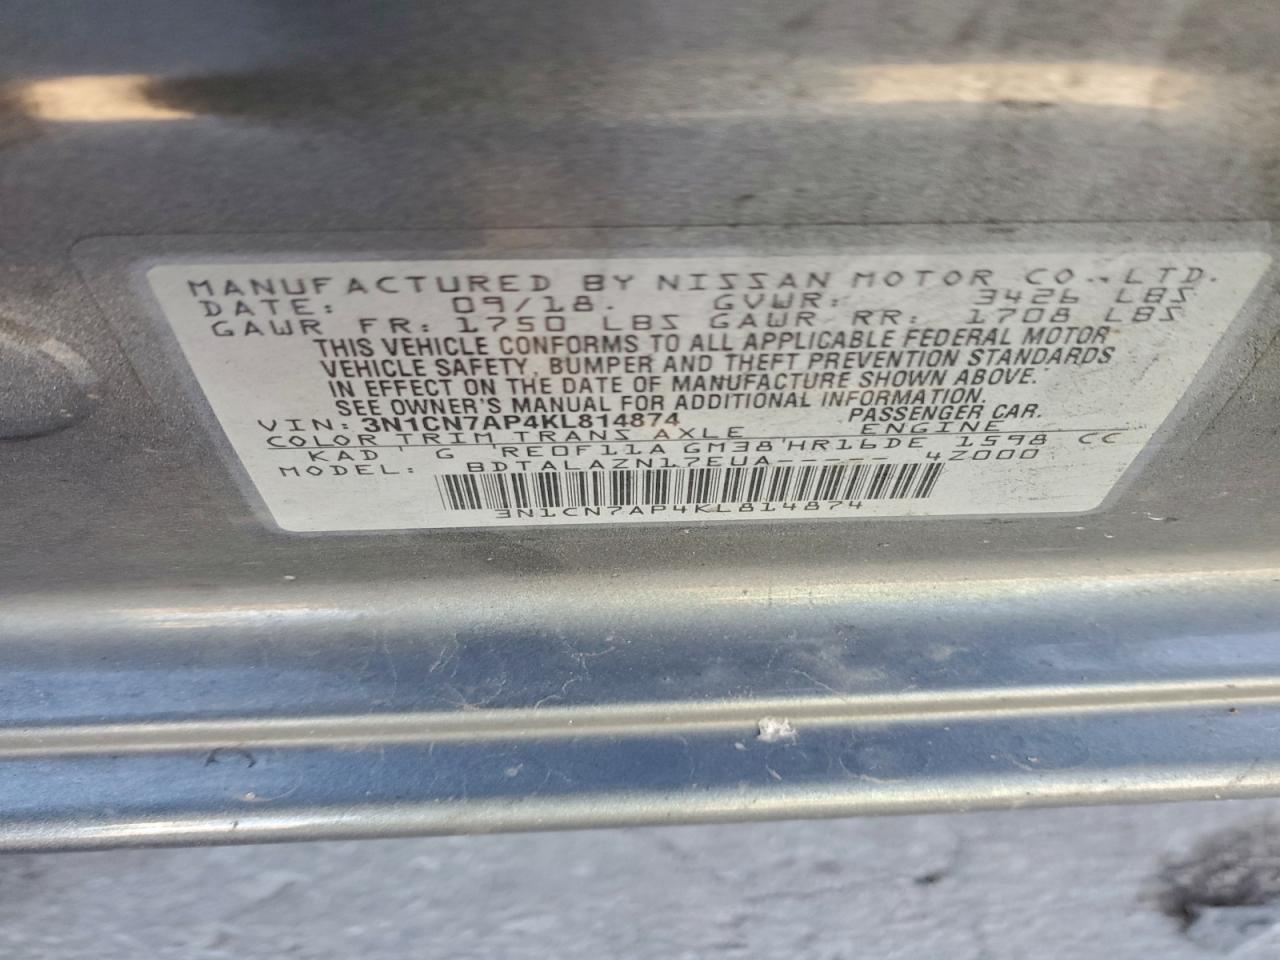 MANUFACTURED BY NISSAN MOTOR CO., LTD.
DATE: 09/18. GVWR: 3426 LBS
GAWR FR: 1750 LBS GAWR RR: 1708 LBS
THIS VEHICLE CONFORMS TO ALL APPLICABLE FEDERAL MOTOR
VEHICLE SAFETY, BUMPER AND THEFT PREVENTION STANDARDS
IN EFFECT ON THE DATE OF MANUFACTURE SHOWN ABOVE.
SEE OWNER'S MANUAL FOR ADDITIONAL INFORMATION.
VIN: 3N1CN7AP4KL814874 PASSENGER CAR.
COLOR TRIM TRANS AXLE ENGINE
KAD G RE0F11A GM38 HR16DE 1598 CC
MODEL: BDTALAZN17EUA----- 4Z000
3N1CN7AP4KL814874